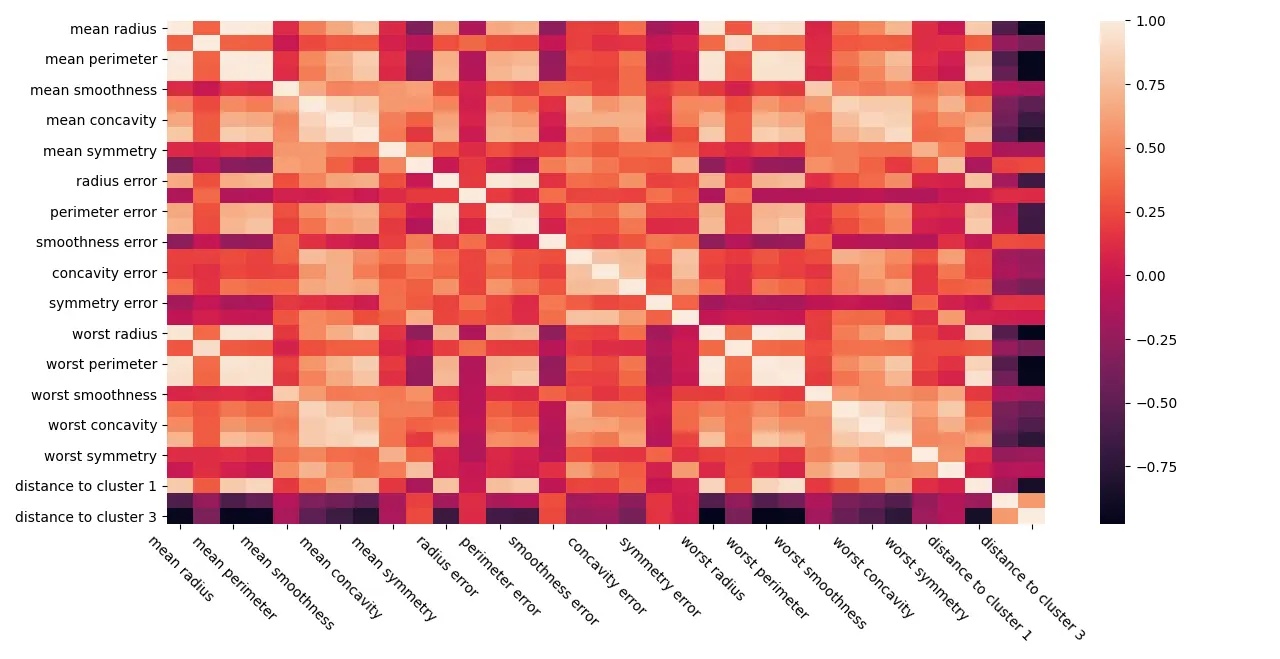 mean radius
mean perimeter
mean smoothness
mean concavity
mean symmetry
radius error
perimeter error
smoothness error
concavity error
symmetry error
worst radius
worst perimeter
worst smoothness
worst concavity
worst symmetry
distance to cluster 1
distance to cluster 3
mean radius
mean perimeter
mean smoothness
mean concavity
mean symmetry
radius error
perimeter error
smoothness error
concavity error
symmetry error
worst radius
worst perimeter
worst smoothness
worst concavity
worst symmetry
distance to cluster 1
distance to cluster 3
1.00
0.75
0.50
0.25
0.00
−0.25
−0.50
−0.75